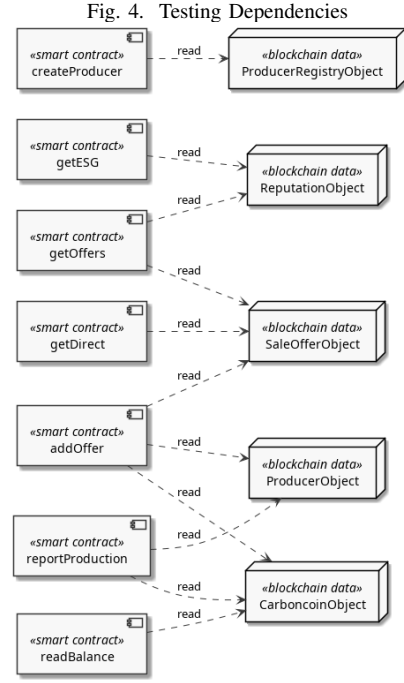 Fig. 4. Testing Dependencies
«smart contract»
createProducer
read
«blockchain data»
ProducerRegistryObject
«smart contract»
getESG
read
«blockchain data»
ReputationObject
read
«smart contract»
getOffers
read
«smart contract»
getDirect
read
«blockchain data»
SaleOfferObject
read
«smart contract»
addOffer
read
«blockchain data»
ProducerObject
read
«smart contract»
reportProduction
read
read
«blockchain data»
CarboncoinObject
read
«smart contract»
readBalance